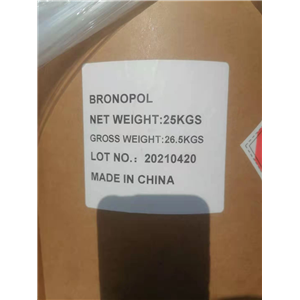 BRONOPOL
NET WEIGHT:25KGS
GROSS WEIGHT:26.5KGS
LOT NO.: 20210420
MADE IN CHINA